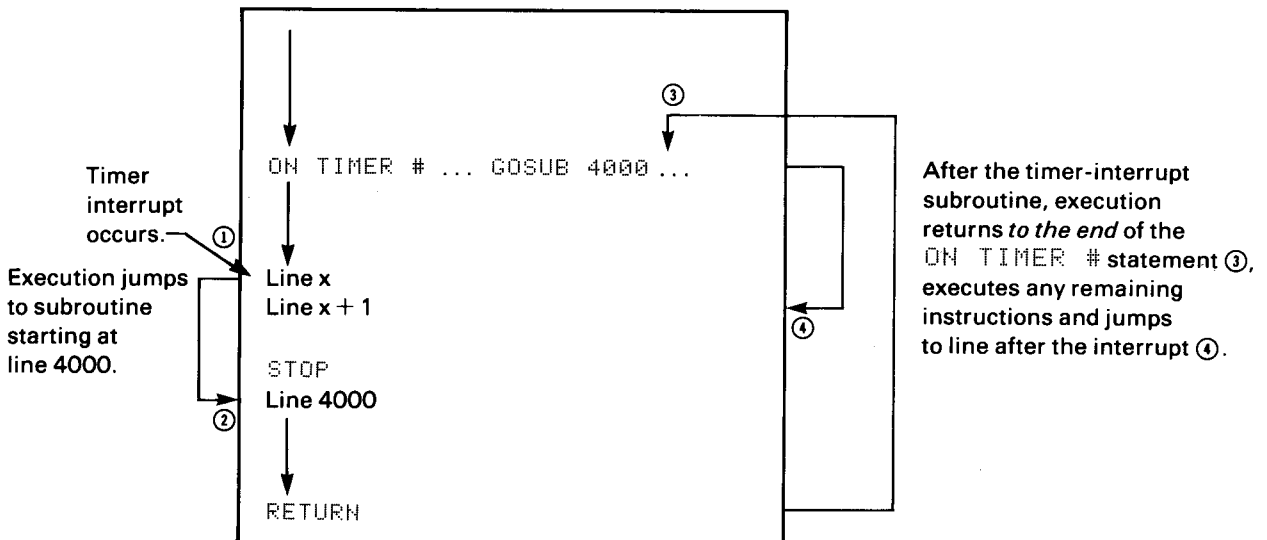 ③
ON TIMER # ... GOSUB 4000 ...
Timer
interrupt
occurs.
①
Execution jumps
to subroutine
starting at
line 4000.
②
Line x
Line x + 1
STOP
Line 4000
RETURN
④
After the timer-interrupt
subroutine, execution
returns to the end of the
ON TIMER # statement ③,
executes any remaining
instructions and jumps
to line after the interrupt ④.